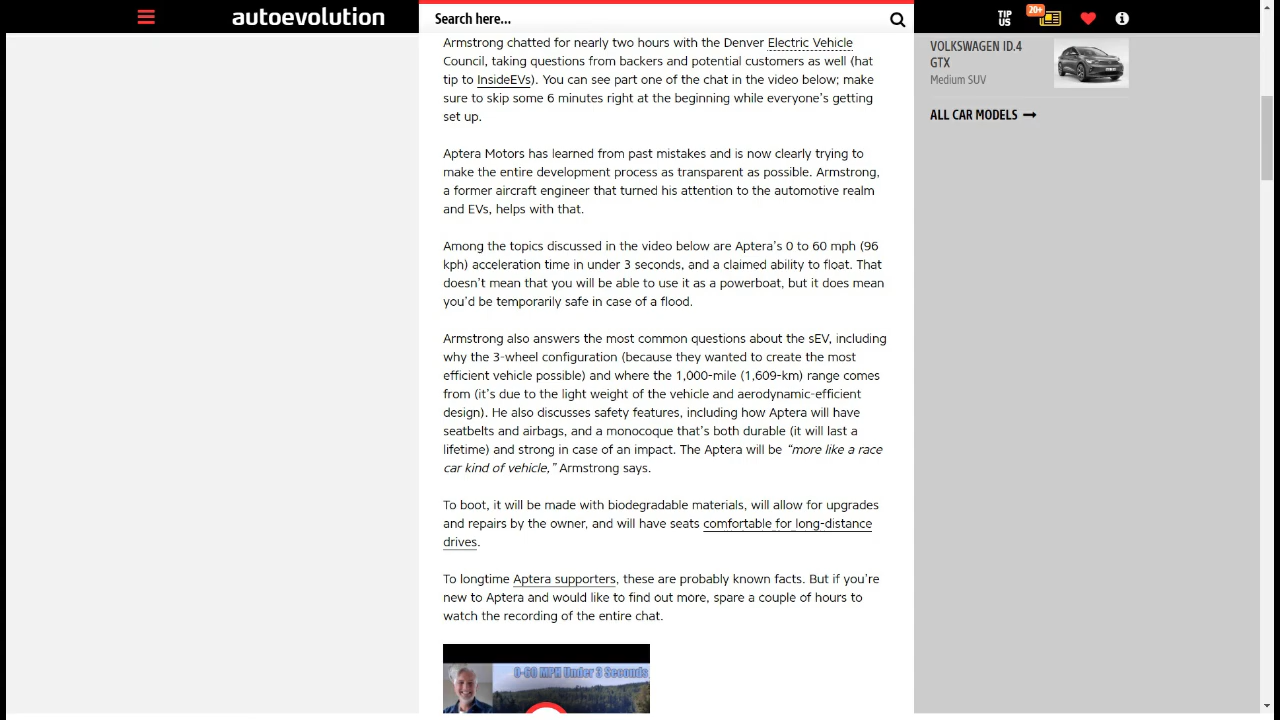 autoevolution
Search here...
TIP
US
20+
Armstrong chatted for nearly two hours with the Denver Electric Vehicle
Council, taking questions from backers and potential customers as well (hat
tip to InsideEVs). You can see part one of the chat in the video below; make
sure to skip some 6 minutes right at the beginning while everyone's getting
set up.
Aptera Motors has learned from past mistakes and is now clearly trying to
make the entire development process as transparent as possible. Armstrong,
a former aircraft engineer that turned his attention to the automotive realm
and EVs, helps with that.
Among the topics discussed in the video below are Aptera's 0 to 60 mph (96
kph) acceleration time in under 3 seconds, and a claimed ability to float. That
doesn't mean that you will be able to use it as a powerboat, but it does mean
you'd be temporarily safe in case of a flood.
Armstrong also answers the most common questions about the sEV, including
why the 3-wheel configuration (because they wanted to create the most
efficient vehicle possible) and where the 1,000-mile (1,609-km) range comes
from (it's due to the light weight of the vehicle and aerodynamic-efficient
design). He also discusses safety features, including how Aptera will have
seatbelts and airbags, and a monocoque that's both durable (it will last a
lifetime) and strong in case of an impact. The Aptera will be "more like a race
car kind of vehicle," Armstrong says.
To boot, it will be made with biodegradable materials, will allow for upgrades
and repairs by the owner, and will have seats comfortable for long-distance
drives.
To longtime Aptera supporters, these are probably known facts. But if you're
new to Aptera and would like to find out more, spare a couple of hours to
watch the recording of the entire chat.
0-60 MPH Under 3 Seconds
VOLKSWAGEN ID.4
GTX
Medium SUV
ALL CAR MODELS